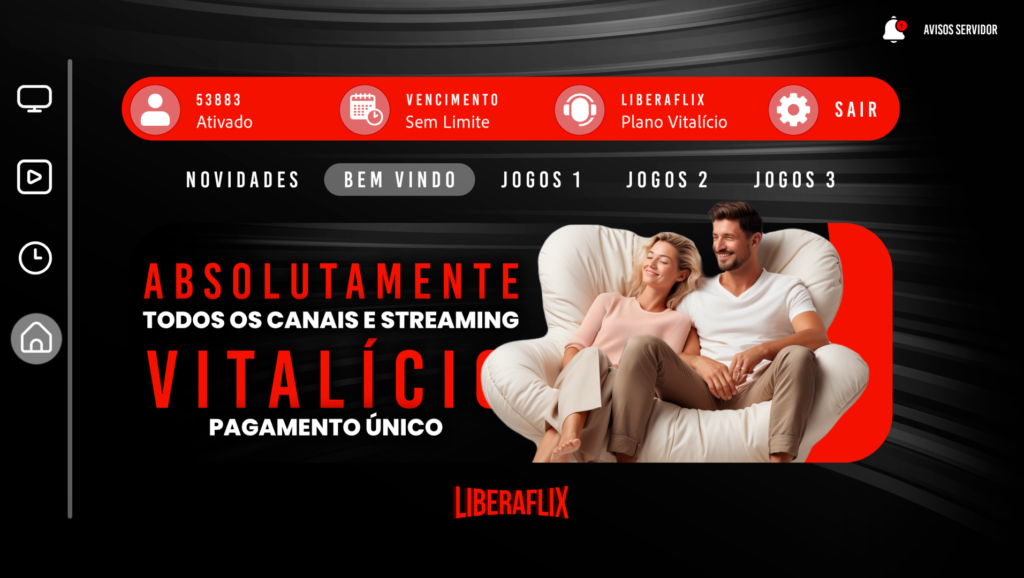 AVISOS SERVIDOR
53883
Ativado
VENCIMENTO
Sem Limite
LIBERAFLIX
Plano Vitalício
SAIR
NOVIDADES
BEM VINDO
JOGOS 1
JOGOS 2
JOGOS 3
ABSOLUTAMENTE
TODOS OS CANAIS E STREAMING
VITALÍCIO
PAGAMENTO ÚNICO
LIBERAFLIX